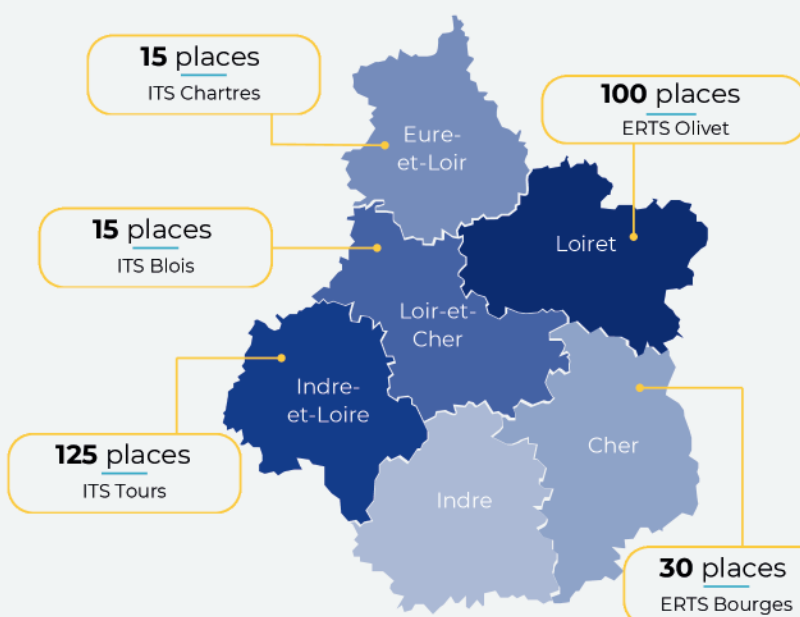 15 places
ITS Chartres
100 places
ERTS Olivet
Eure-
et-Loir
15 places
ITS Blois
Loiret
Loir-et-
Cher
Indre-
et-Loire
125 places
ITS Tours
Cher
Indre
30 places
ERTS Bourges